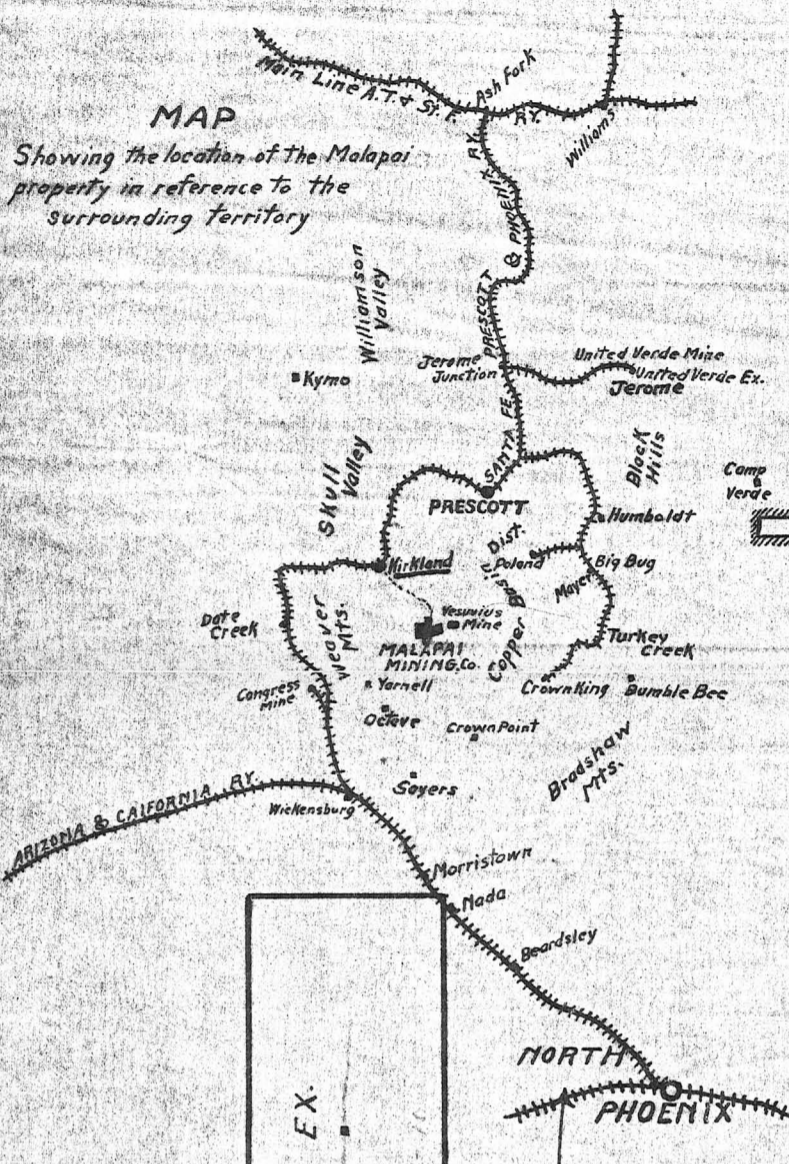 Main Line A.T. & St. F. RY.
Ash Fork
Williams
MAP
Showing the location of the Malapai
property in reference to the
surrounding territory
SANTA FE, PRESCOTT & PHOENIX RY.
Williamson
Valley
Kymo
Jerome
Junction
United Verde Mine
United Verde Ex.
Jerome
Skull
Valley
Black
Hills
Camp
Verde
PRESCOTT
Humboldt
Kirkland
Poland
Big Bug
Copper Basin Dist.
Mayer
Date
Creek
Weaver
Mts.
Vesuvius
Mine
MALAPAI
MINING Co.
Turkey
Creek
Yarnell
Crown King
Bumble Bee
Congress
Mine
Octave
Crown Point
Bradshaw
Mts.
Sayers
ARIZONA & CAIFORNIA RY.
Wickensburg
Morristown
Nada
Beardsley
NORTH
PHOENIX
EX.